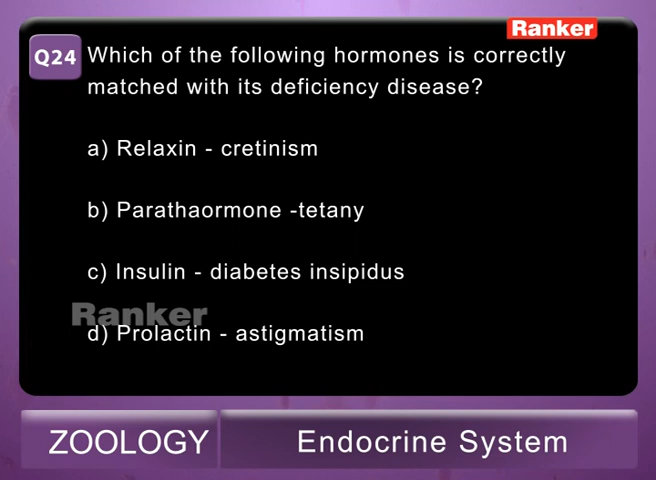 Ranker
Q24 Which of the following hormones is correctly
matched with its deficiency disease?
a) Relaxin - cretinism
b) Parathaormone -tetany
c) Insulin - diabetes insipidus
Ranker
d) Prolactin - astigmatism
ZOOLOGY Endocrine System